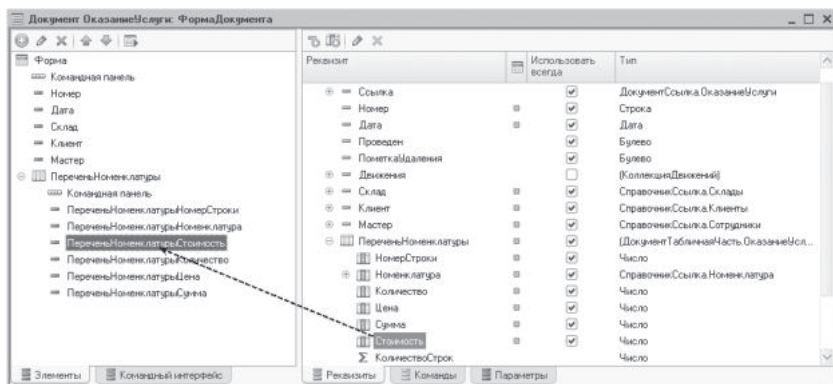 Документ ОказаниеУслуги: ФормаДокумента
Форма
Командная панель
Номер
Дата
Склад
Клиент
Мастер
ПереченьНоменклатуры
Командная панель
ПереченьНоменклатурыНомерСтроки
ПереченьНоменклатурыНоменклатура
ПереченьНоменклатурыСтоимость
ПереченьНоменклатурыКоличество
ПереченьНоменклатурыЦена
ПереченьНоменклатурыСумма
Элементы Командный интерфейс
Реквизит Использовать всегда Тип
Ссылка ДокументСсылка.ОказаниеУслуги
Номер Строка
Дата Дата
Проведен Булево
ПометкаУдаления Булево
Движения (КоллекцияДвижений)
Склад СправочникСсылка.Склады
Клиент СправочникСсылка.Клиенты
Мастер СправочникСсылка.Сотрудники
ПереченьНоменклатуры (ДокументТабличнаяЧасть.ОказаниеУсл...
НомерСтроки Число
Номенклатура СправочникСсылка.Номенклатура
Количество Число
Цена Число
Сумма Число
Стоимость Число
КоличествоСтрок Число
Реквизиты Команды Параметры